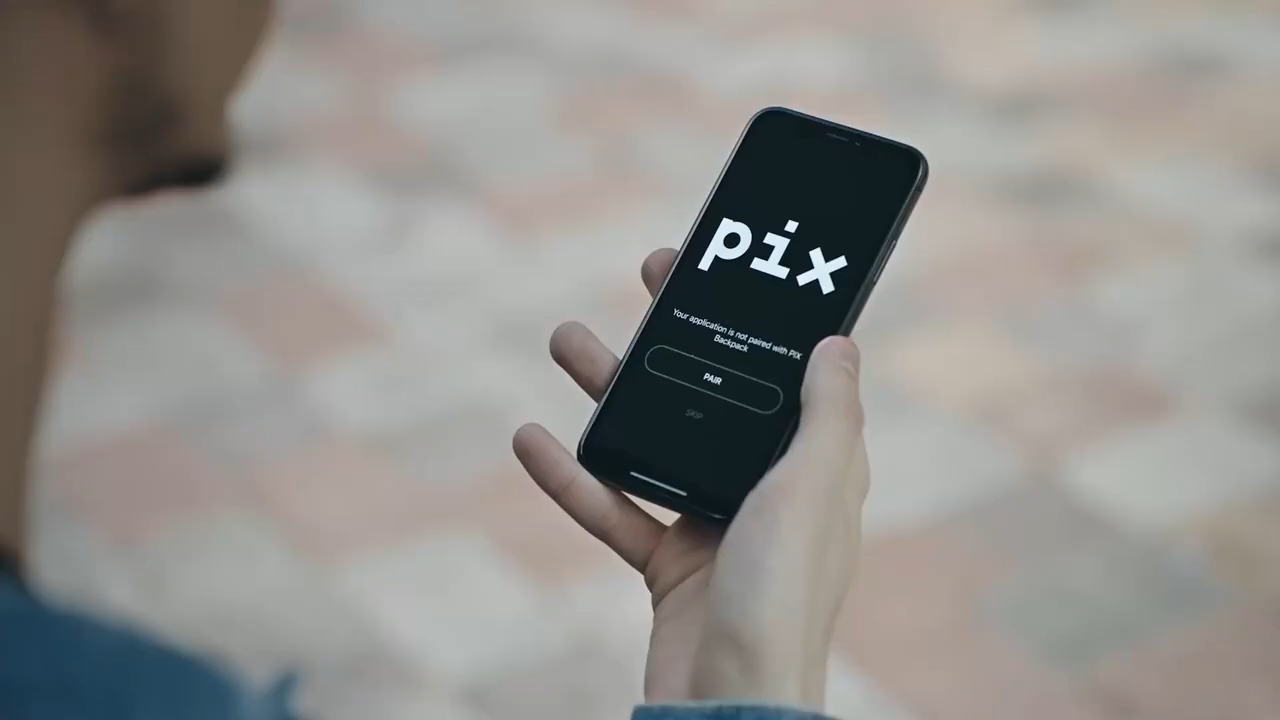 pix
Your application is not paired with PIX
Backpack
PAIR
SKIP